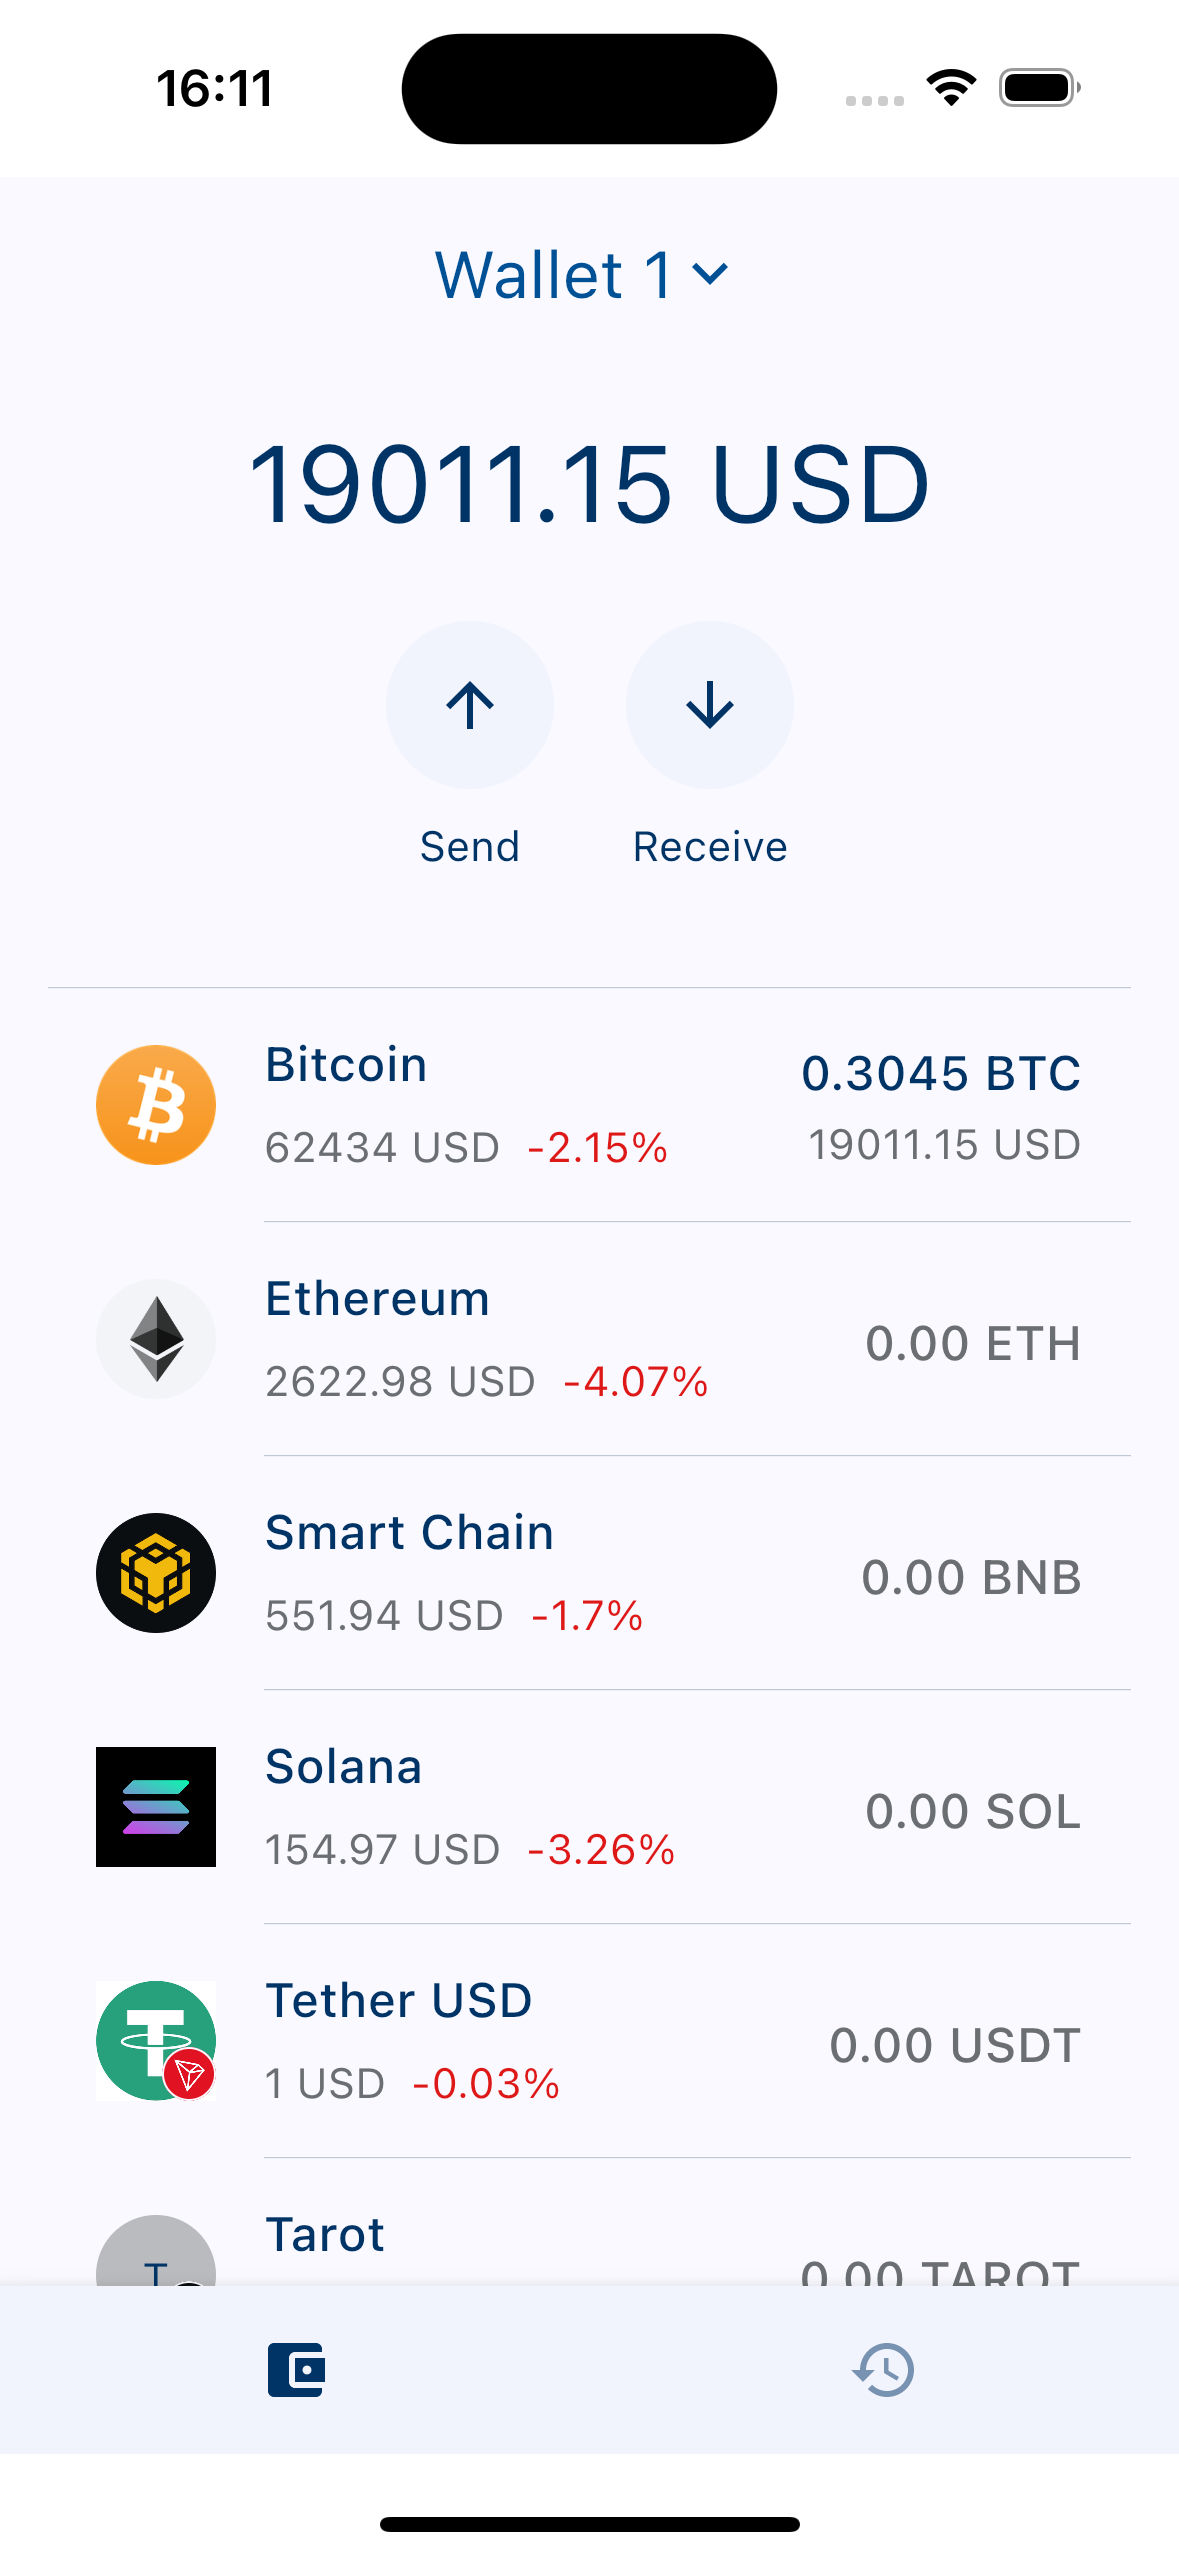 16:11
Wallet 1
19011.15 USD
Send
Receive
Bitcoin
0.3045 BTC
62434 USD -2.15%
19011.15 USD
Ethereum
0.00 ETH
2622.98 USD -4.07%
Smart Chain
0.00 BNB
551.94 USD -1.7%
Solana
0.00 SOL
154.97 USD -3.26%
Tether USD
0.00 USDT
1 USD -0.03%
Tarot
T
0.00 TAROT